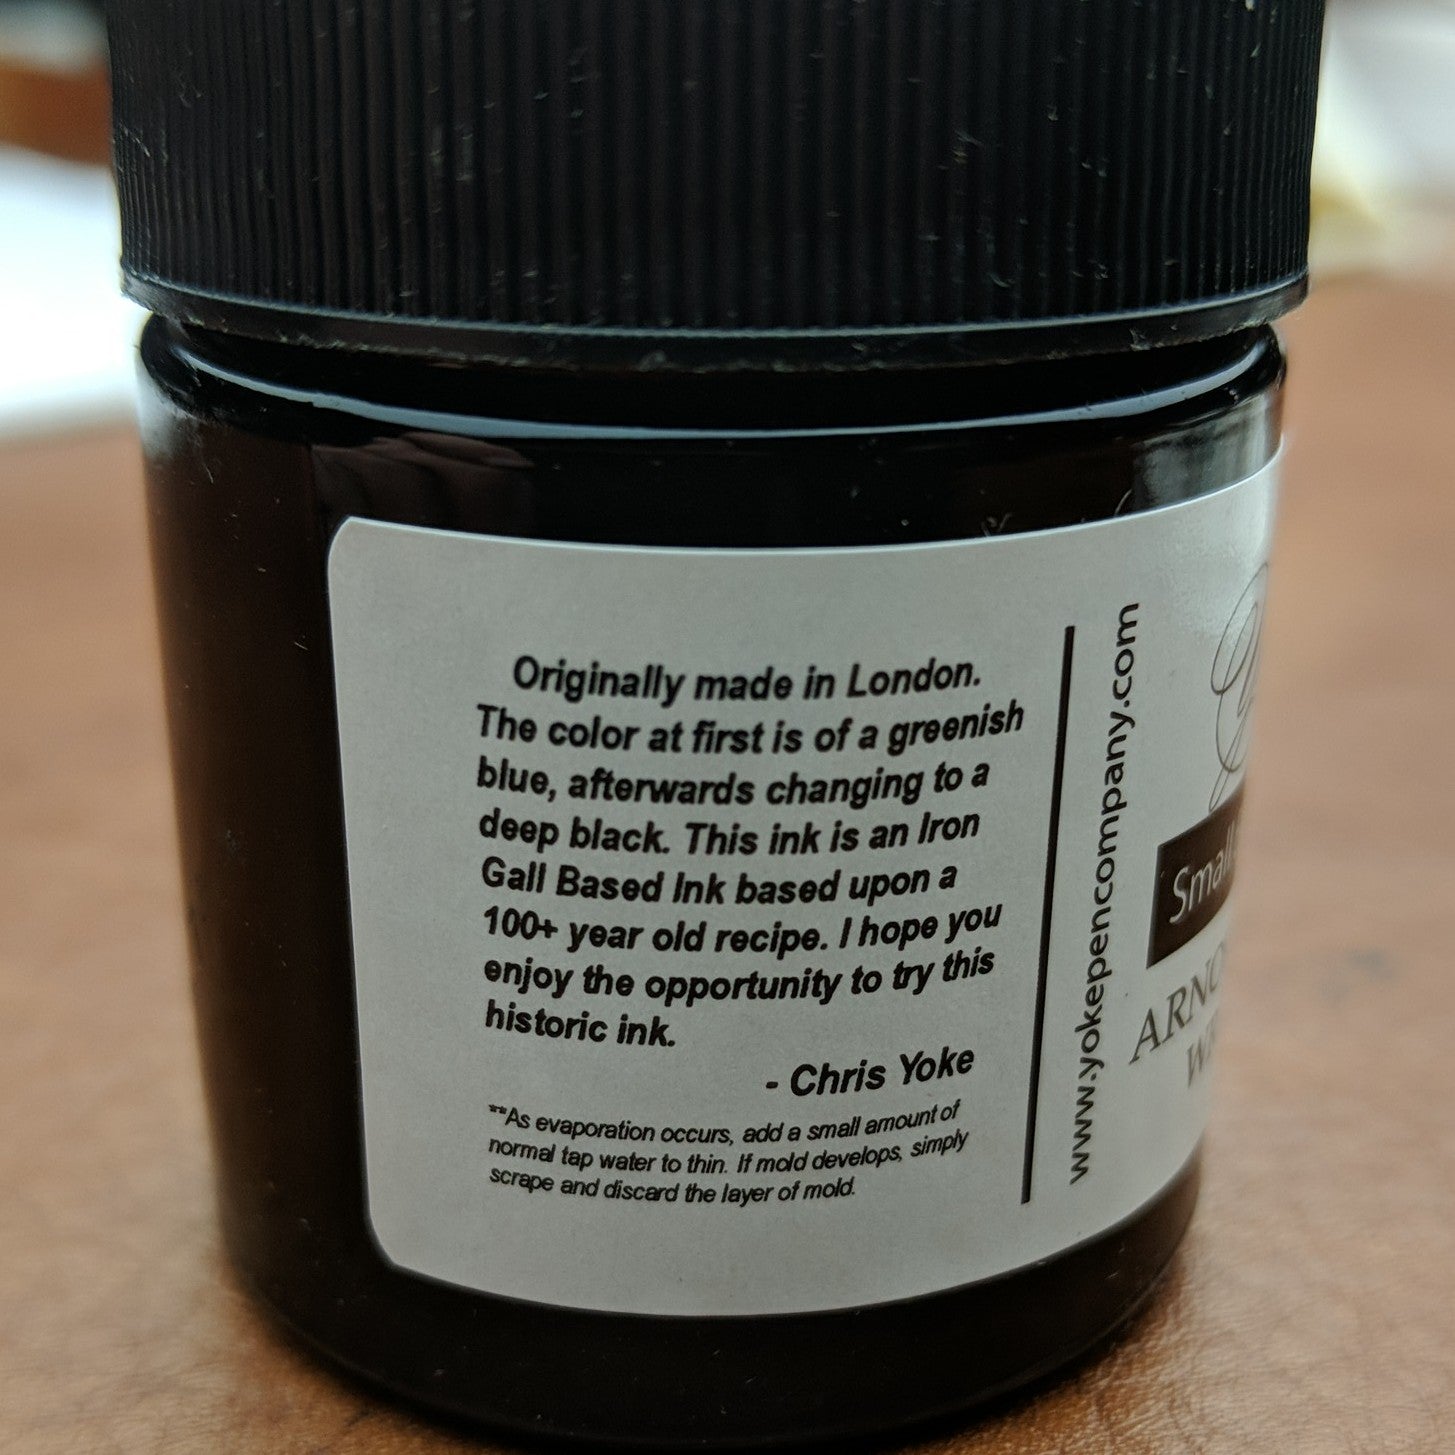 Originally made in London.
The color at first is of a greenish
blue, afterwards changing to a
deep black. This ink is an Iron
Gall Based Ink based upon a
100+ year old recipe. I hope you
enjoy the opportunity to try this
historic ink.
- Chris Yoke
**As evaporation occurs, add a small amount of
normal tap water to thin. If mold develops, simply
scrape and discard the layer of mold.
www.yokepencompany.com
Small